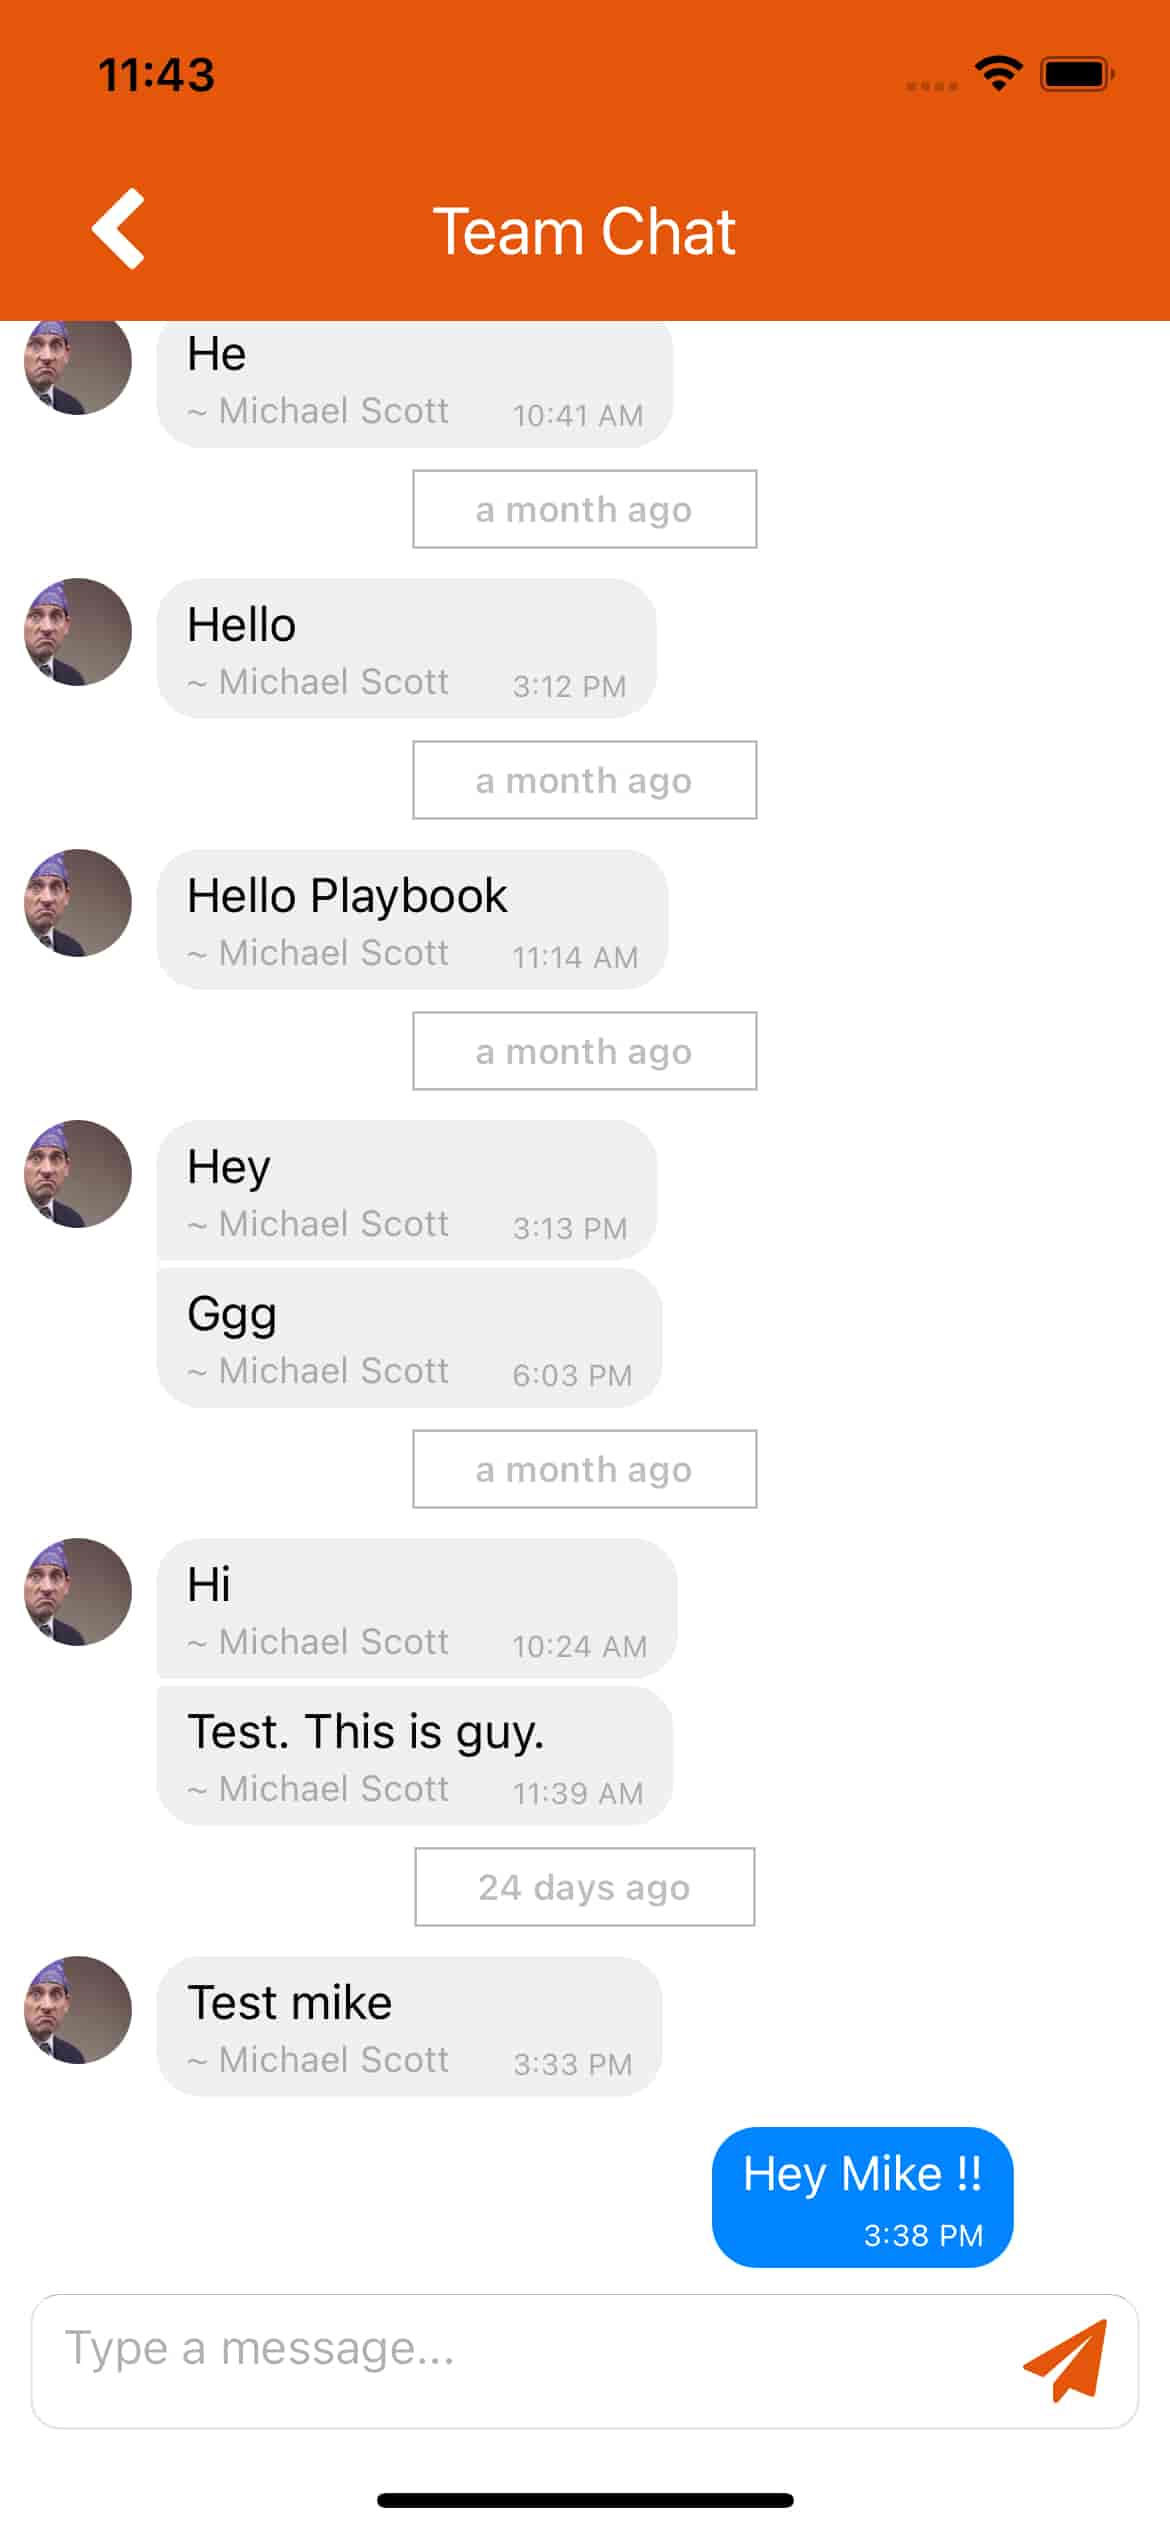 11:43
Team Chat
He
~ Michael Scott 10:41 AM
a month ago
Hello
~ Michael Scott 3:12 PM
a month ago
Hello Playbook
~ Michael Scott 11:14 AM
a month ago
Hey
~ Michael Scott 3:13 PM
Ggg
~ Michael Scott 6:03 PM
a month ago
Hi
~ Michael Scott 10:24 AM
Test. This is guy.
~ Michael Scott 11:39 AM
24 days ago
Test mike
~ Michael Scott 3:33 PM
Hey Mike !!
3:38 PM
Type a message...